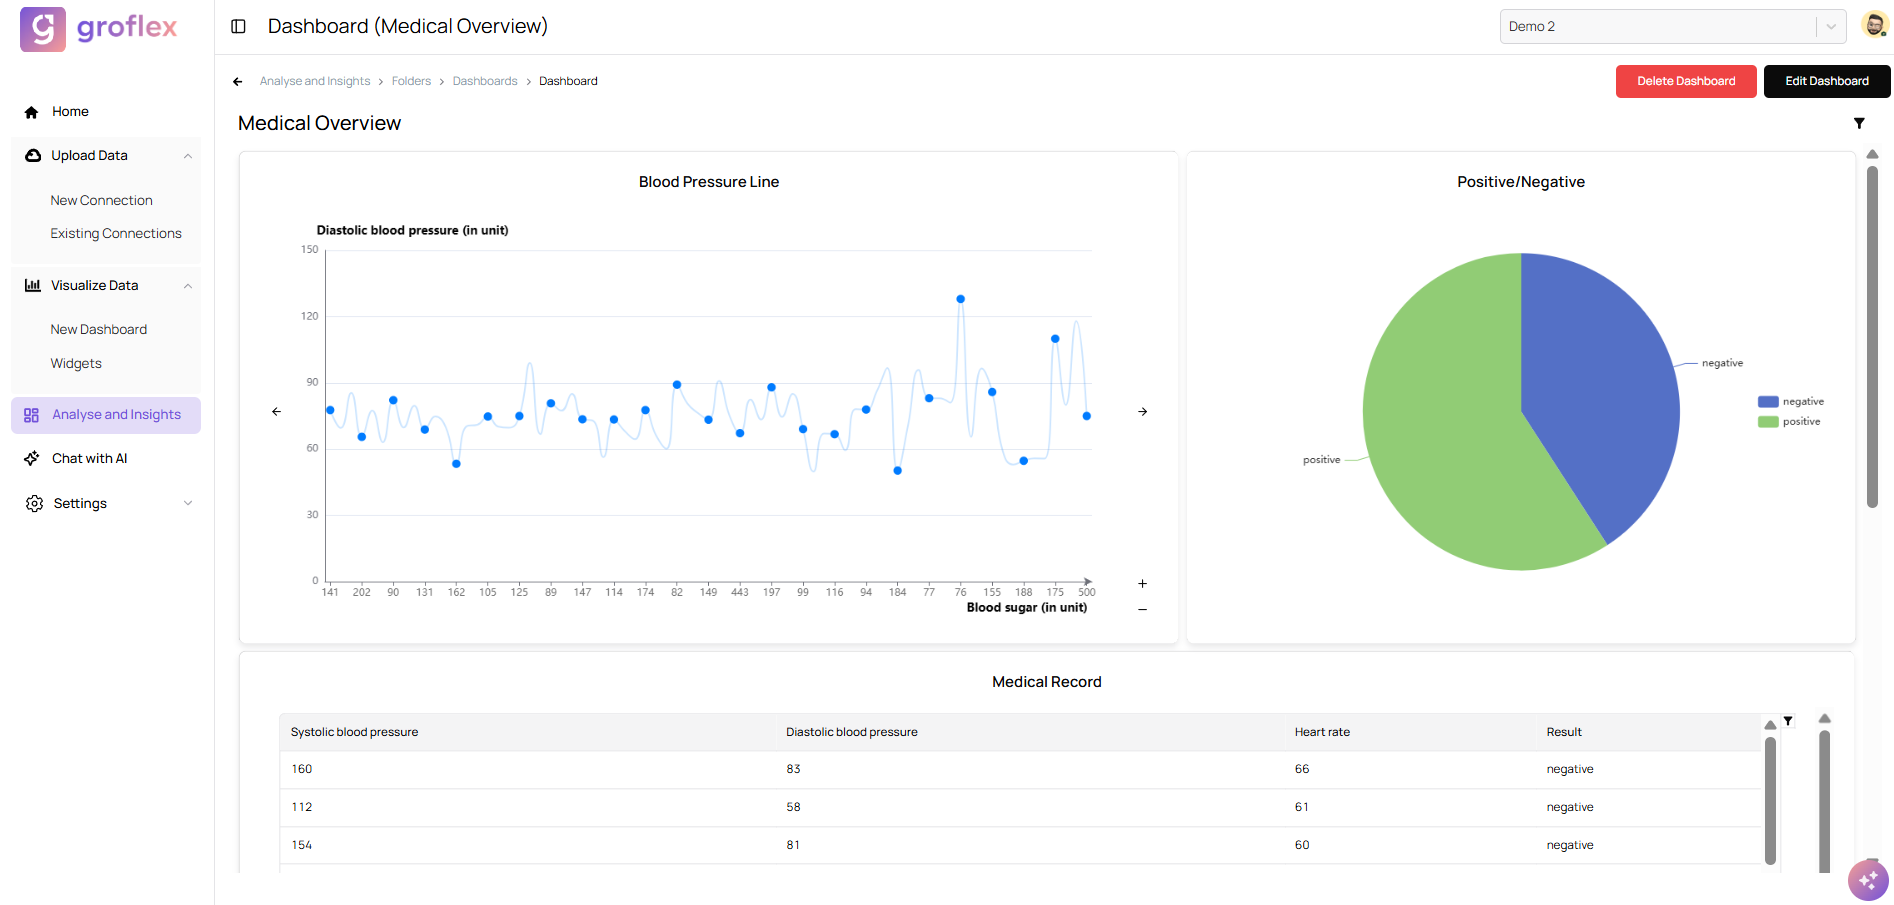 groflex
Dashboard (Medical Overview)
Demo 2
Analyse and Insights > Folders > Dashboards > Dashboard
Delete Dashboard
Edit Dashboard
Home
Upload Data
New Connection
Existing Connections
Visualize Data
New Dashboard
Widgets
Analyse and Insights
Chat with AI
Settings
Medical Overview
Blood Pressure Line
Diastolic blood pressure (in unit)
150
120
90
60
30
0
141 202 90 131 162 105 125 89 147 114 174 82 149 443 197 99 116 94 184 77 76 155 188 175 500
Blood sugar (in unit)
+
−
Positive/Negative
negative
positive
negative
positive
Medical Record
Systolic blood pressure Diastolic blood pressure Heart rate Result
160 83 66 negative
112 58 61 negative
154 81 60 negative